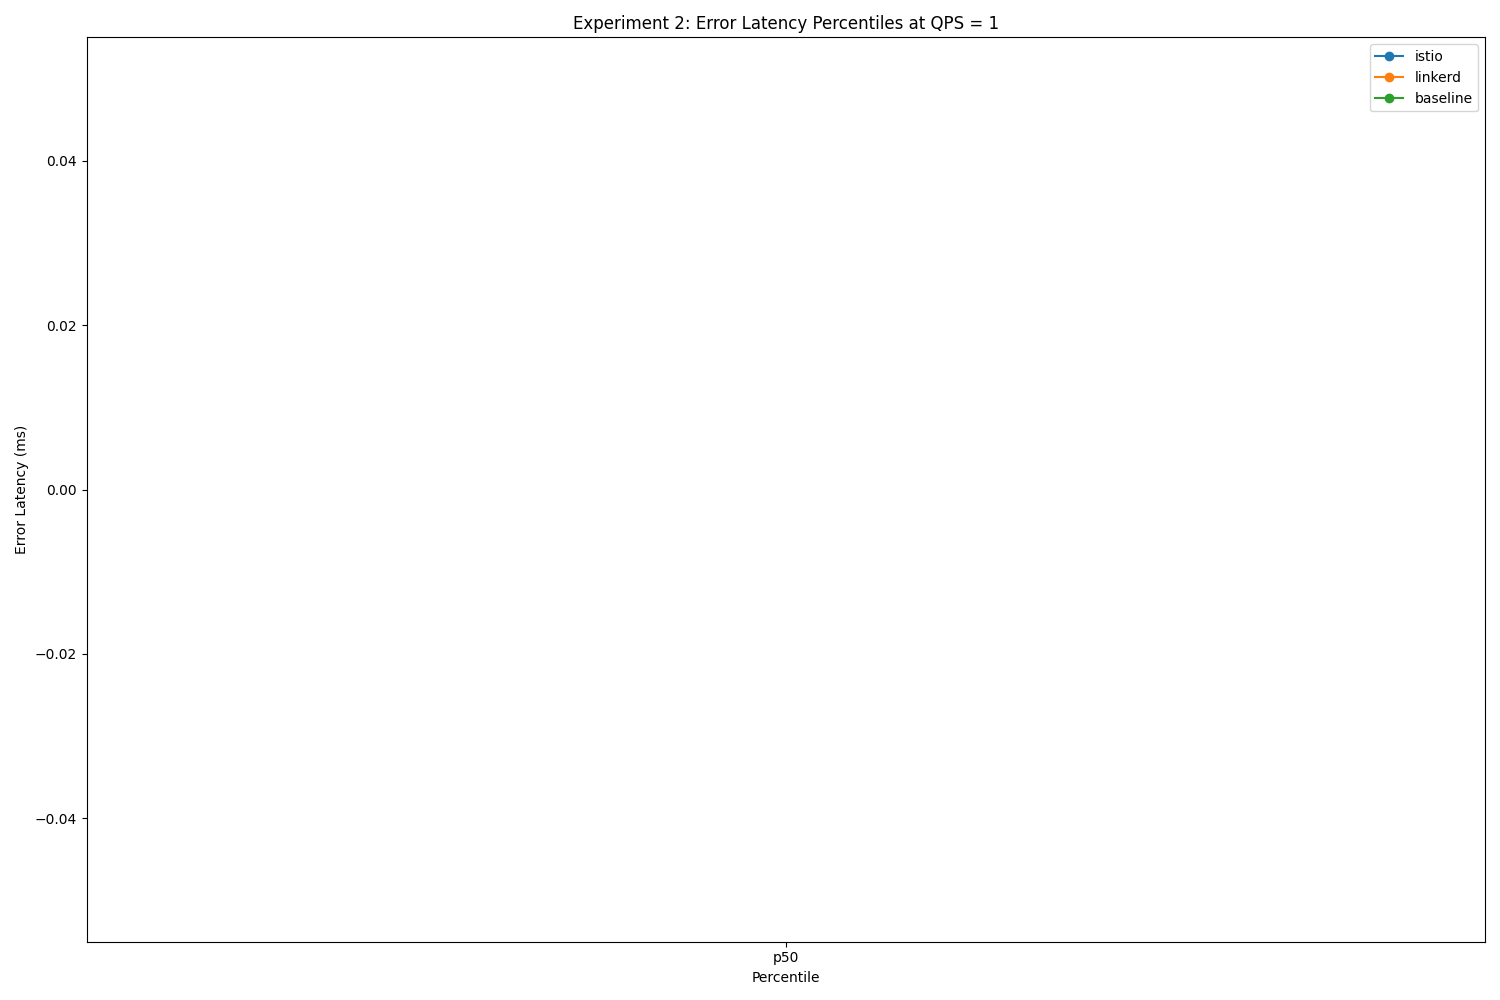 Experiment 2: Error Latency Percentiles at QPS = 1
istio
linkerd
baseline
0.04
0.02
0.00
−0.02
−0.04
Error Latency (ms)
p50
Percentile